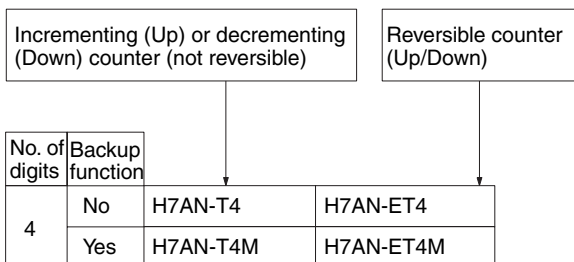 Incrementing (Up) or decrementing
(Down) counter (not reversible)
Reversible counter
(Up/Down)
No. of
digits
Backup
function
4
No
H7AN-T4
H7AN-ET4
Yes
H7AN-T4M
H7AN-ET4M